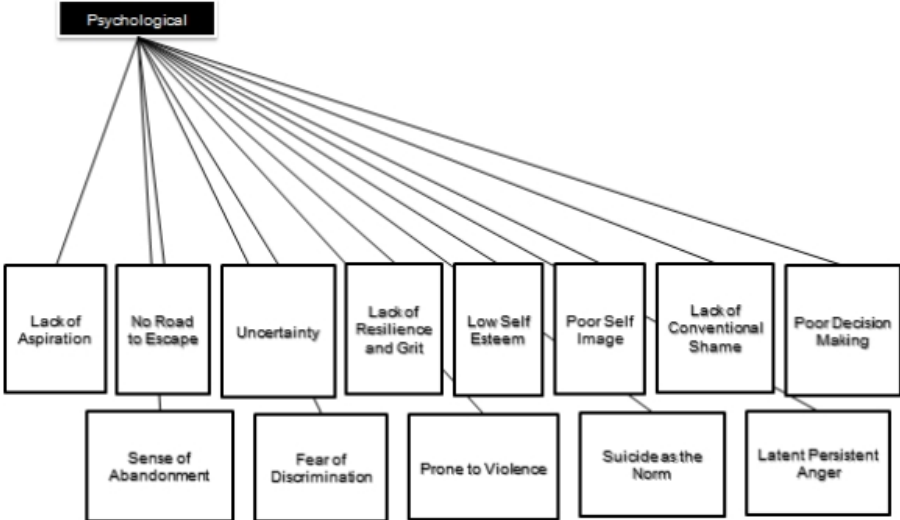 Psychological
Lack of
Aspiration
No Road
to Escape
Uncertainty
Lack of
Resilience
and Grit
Low Self
Esteem
Poor Self
Image
Lack of
Conventional
Shame
Poor Decision
Making
Sense of
Abandonment
Fear of
Discrimination
Prone to Violence
Suicide as the
Norm
Latent Persistent
Anger